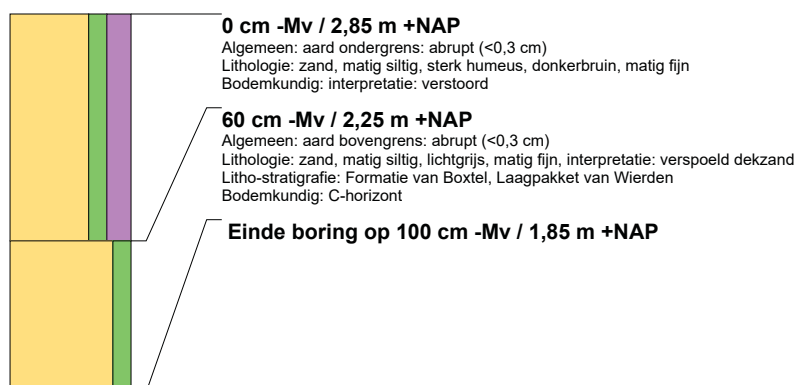 0 cm -Mv / 2,85 m +NAP
Algemeen: aard ondergrens: abrupt (<0,3 cm)
Lithologie: zand, matig siltig, sterk humeus, donkerbruin, matig fijn
Bodemkundig: interpretatie: verstoord
60 cm -Mv / 2,25 m +NAP
Algemeen: aard bovengrens: abrupt (<0,3 cm)
Lithologie: zand, matig siltig, lichtgrijs, matig fijn, interpretatie: verspoeld dekzand
Litho-stratigrafie: Formatie van Boxtel, Laagpakket van Wierden
Bodemkundig: C-horizont
Einde boring op 100 cm -Mv / 1,85 m +NAP